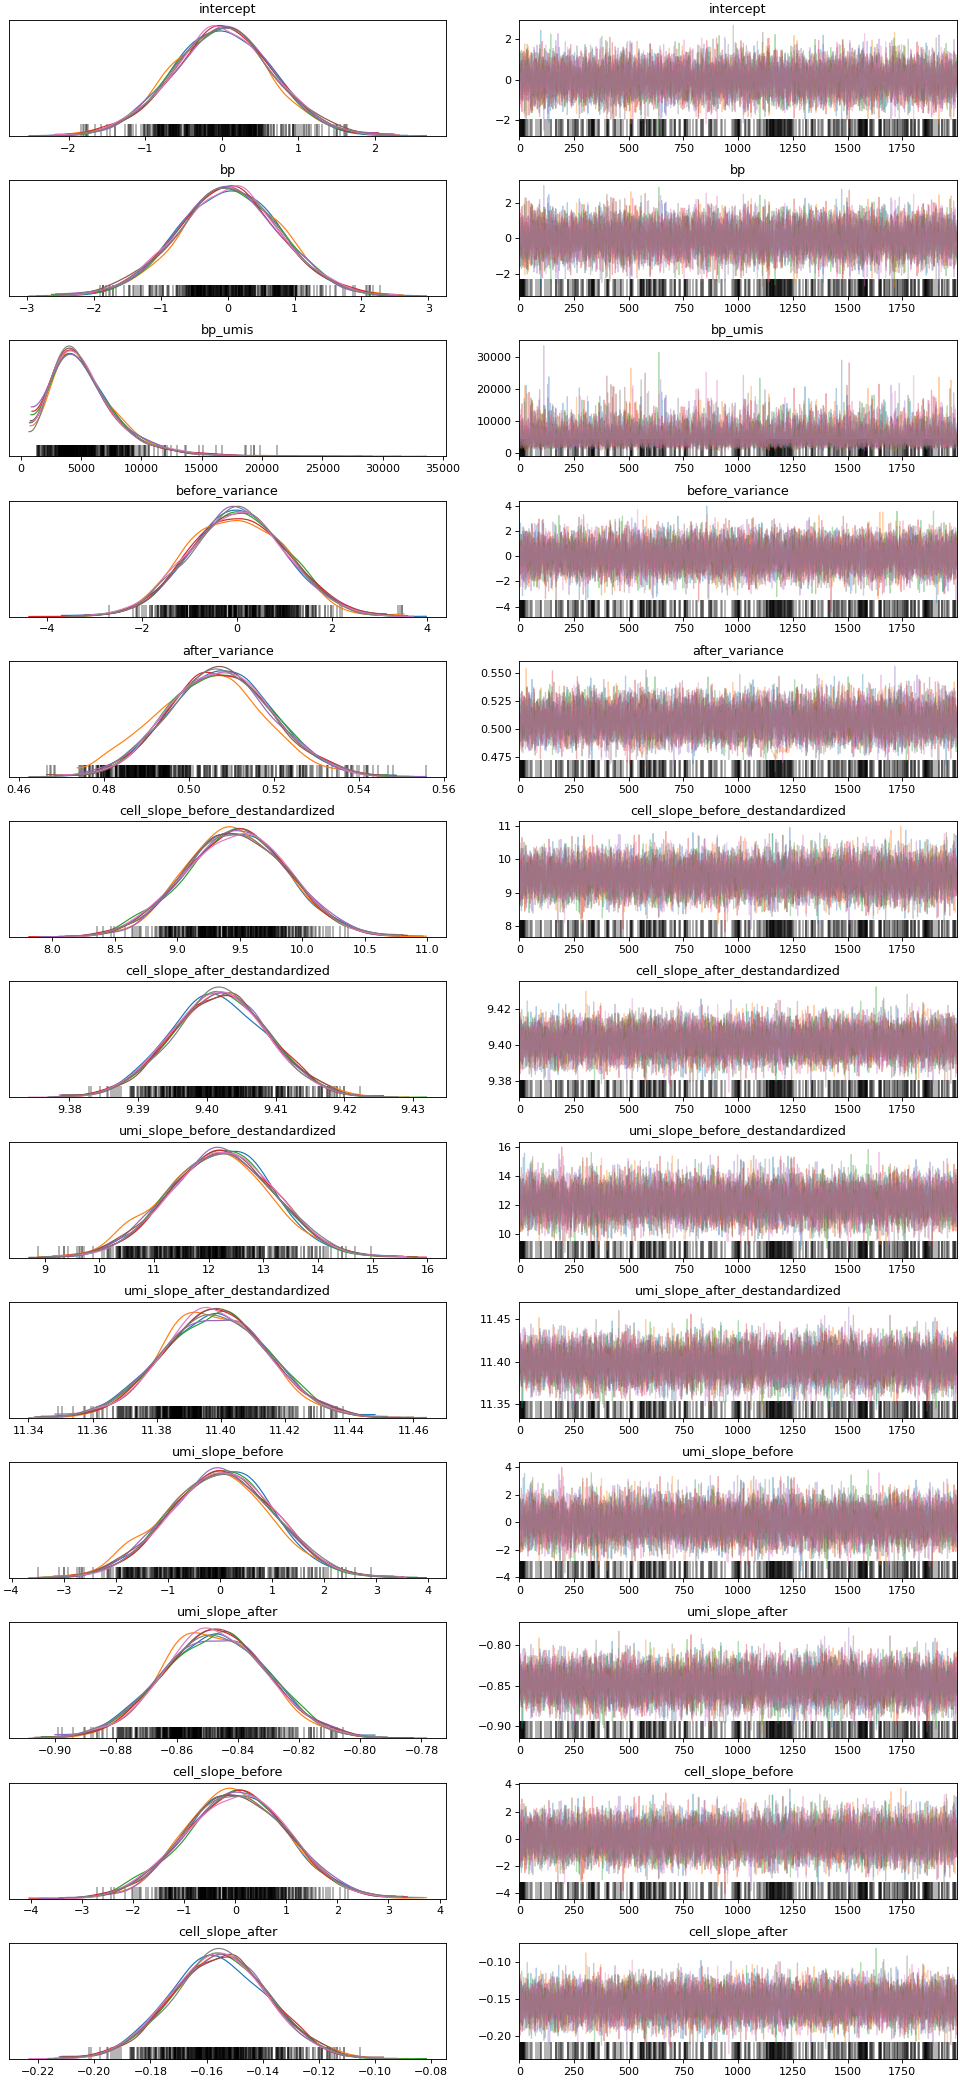 intercept intercept
2
0
−2
−2 −1 0 1 2 0 250 500 750 1000 1250 1500 1750
bp bp
2
0
−2
−3 −2 −1 0 1 2 3 0 250 500 750 1000 1250 1500 1750
bp_umis bp_umis
30000
20000
10000
0
0 5000 10000 15000 20000 25000 30000 35000 0 250 500 750 1000 1250 1500 1750
before_variance before_variance
4
2
0
−2
−4
−4 −2 0 2 4 0 250 500 750 1000 1250 1500 1750
after_variance after_variance
0.550
0.525
0.500
0.475
0.46 0.48 0.50 0.52 0.54 0.56 0 250 500 750 1000 1250 1500 1750
cell_slope_before_destandardized cell_slope_before_destandardized
11
10
9
8
8.0 8.5 9.0 9.5 10.0 10.5 11.0 0 250 500 750 1000 1250 1500 1750
cell_slope_after_destandardized cell_slope_after_destandardized
9.42
9.40
9.38
9.38 9.39 9.40 9.41 9.42 9.43 0 250 500 750 1000 1250 1500 1750
umi_slope_before_destandardized umi_slope_before_destandardized
16
14
12
10
9 10 11 12 13 14 15 16 0 250 500 750 1000 1250 1500 1750
umi_slope_after_destandardized umi_slope_after_destandardized
11.45
11.40
11.35
11.34 11.36 11.38 11.40 11.42 11.44 11.46 0 250 500 750 1000 1250 1500 1750
umi_slope_before umi_slope_before
4
2
0
−2
−4
−4 −3 −2 −1 0 1 2 3 4 0 250 500 750 1000 1250 1500 1750
umi_slope_after umi_slope_after
−0.80
−0.85
−0.90
−0.90 −0.88 −0.86 −0.84 −0.82 −0.80 −0.78 0 250 500 750 1000 1250 1500 1750
cell_slope_before cell_slope_before
4
2
0
−2
−4
−4 −3 −2 −1 0 1 2 3 4 0 250 500 750 1000 1250 1500 1750
cell_slope_after cell_slope_after
−0.10
−0.15
−0.20
−0.22 −0.20 −0.18 −0.16 −0.14 −0.12 −0.10 −0.08 0 250 500 750 1000 1250 1500 1750